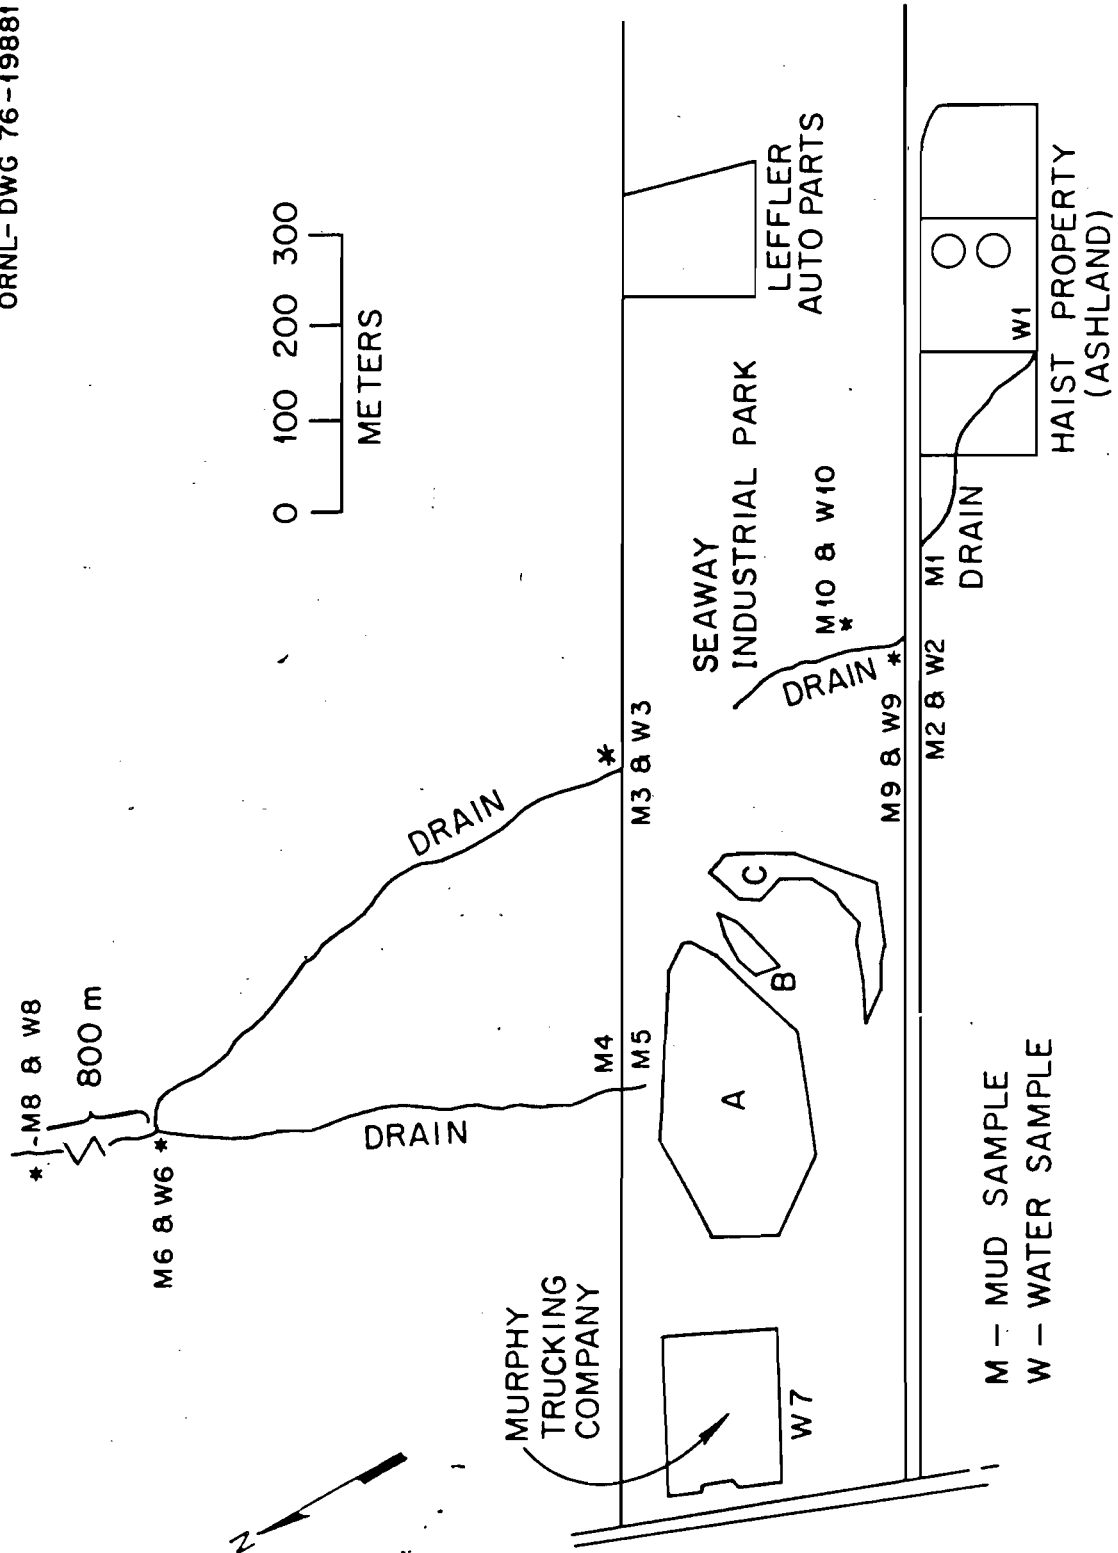 ORNL-DWG 76-19881
* -M8 & W8
800 m
M6 & W6 *
DRAIN
DRAIN
0 100 200 300
METERS
N
MURPHY
TRUCKING
COMPANY
W7
M4
M5
A
B
C
*
M3 & W3
SEAWAY
INDUSTRIAL PARK
M10 & W10
*
DRAIN
*
M9 & W9
M2 & W2
M1
DRAIN
LEFFLER
AUTO PARTS
W1
HAIST PROPERTY
(ASHLAND)
M – MUD SAMPLE
W – WATER SAMPLE